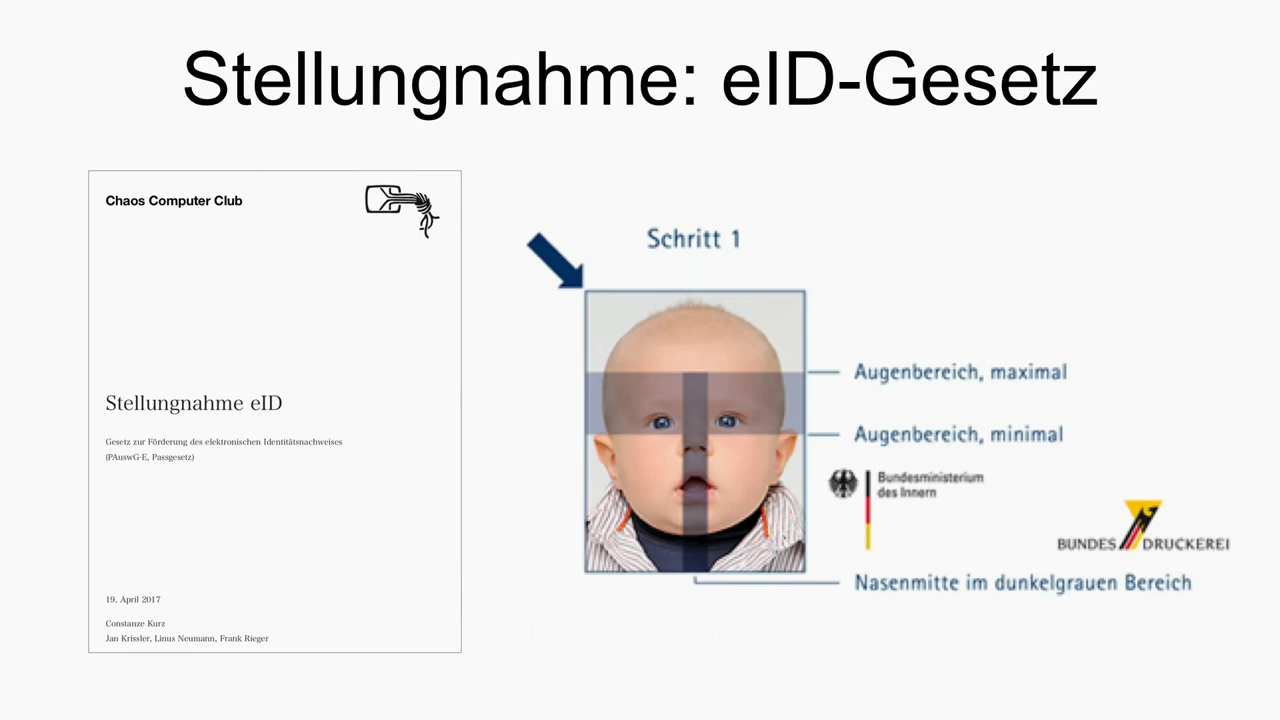 Stellungnahme: eID-Gesetz
Chaos Computer Club
Stellungnahme eID
Gesetz zur Förderung des elektronischen Identitätsnachweises
(PAuswG-E, Passgesetz)
19. April 2017
Constanze Kurz
Jan Krissler, Linus Neumann, Frank Rieger
Schritt 1
Augenbereich, maximal
Augenbereich, minimal
Bundesministerium
des Innern
BUNDESDRUCKEREI
Nasenmitte im dunkelgrauen Bereich